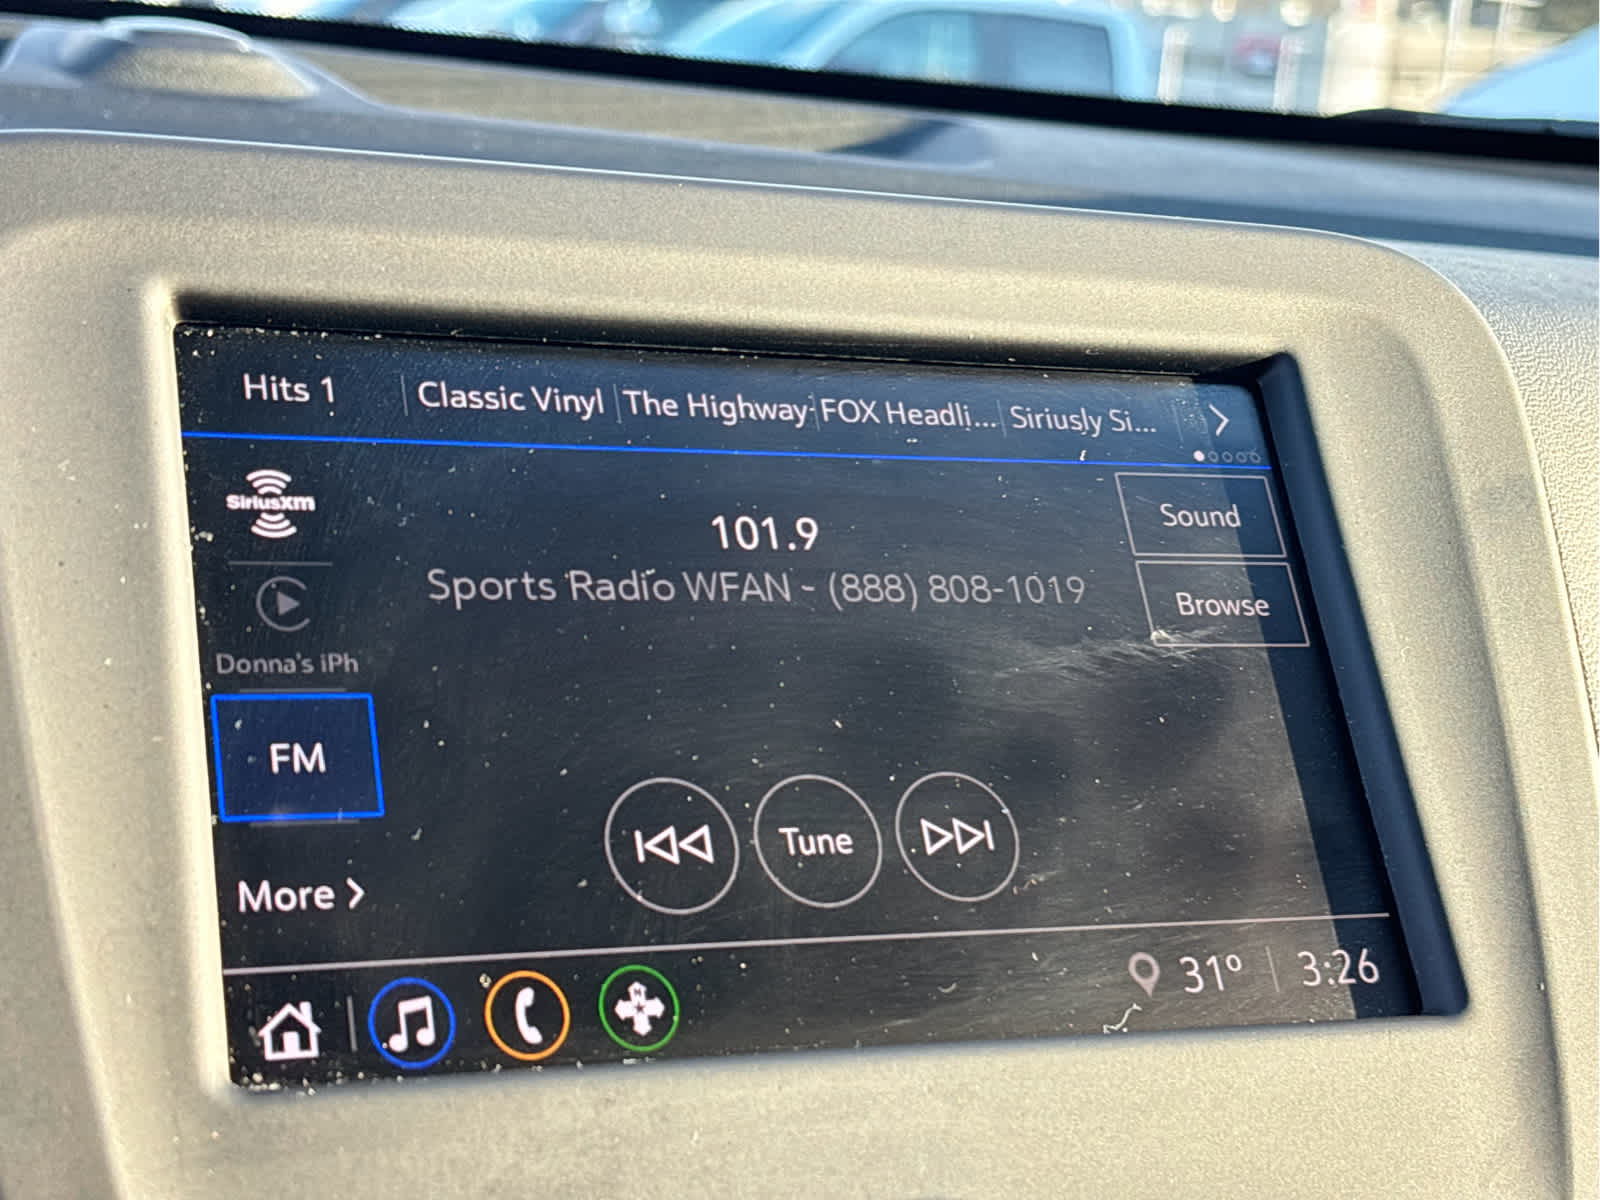 Hits 1 Classic Vinyl The Highway FOX Headli... Siriusly Si...
SiriusXM
101.9
Sports Radio WFAN - (888) 808-1019
Sound
Browse
Donna's iPh
FM
More
Tune
N
31° 3:26